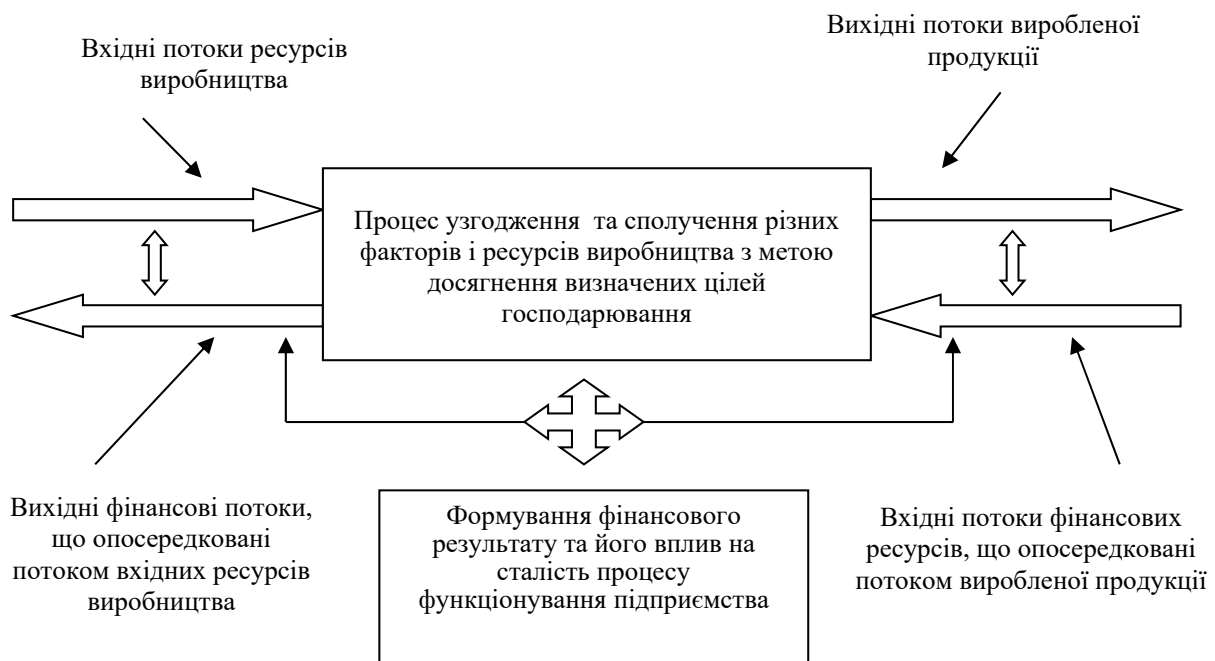 Вхідні потоки ресурсів
виробництва
Вихідні потоки виробленої
продукції
Процес узгодження та сполучення різних
факторів і ресурсів виробництва з метою
досягнення визначених цілей
господарювання
Вихідні фінансові потоки,
що опосередковані
потоком вхідних ресурсів
виробництва
Формування фінансового
результату та його вплив на
сталість процесу
функціонування підприємства
Вхідні потоки фінансових
ресурсів, що опосередковані
потоком виробленої продукції